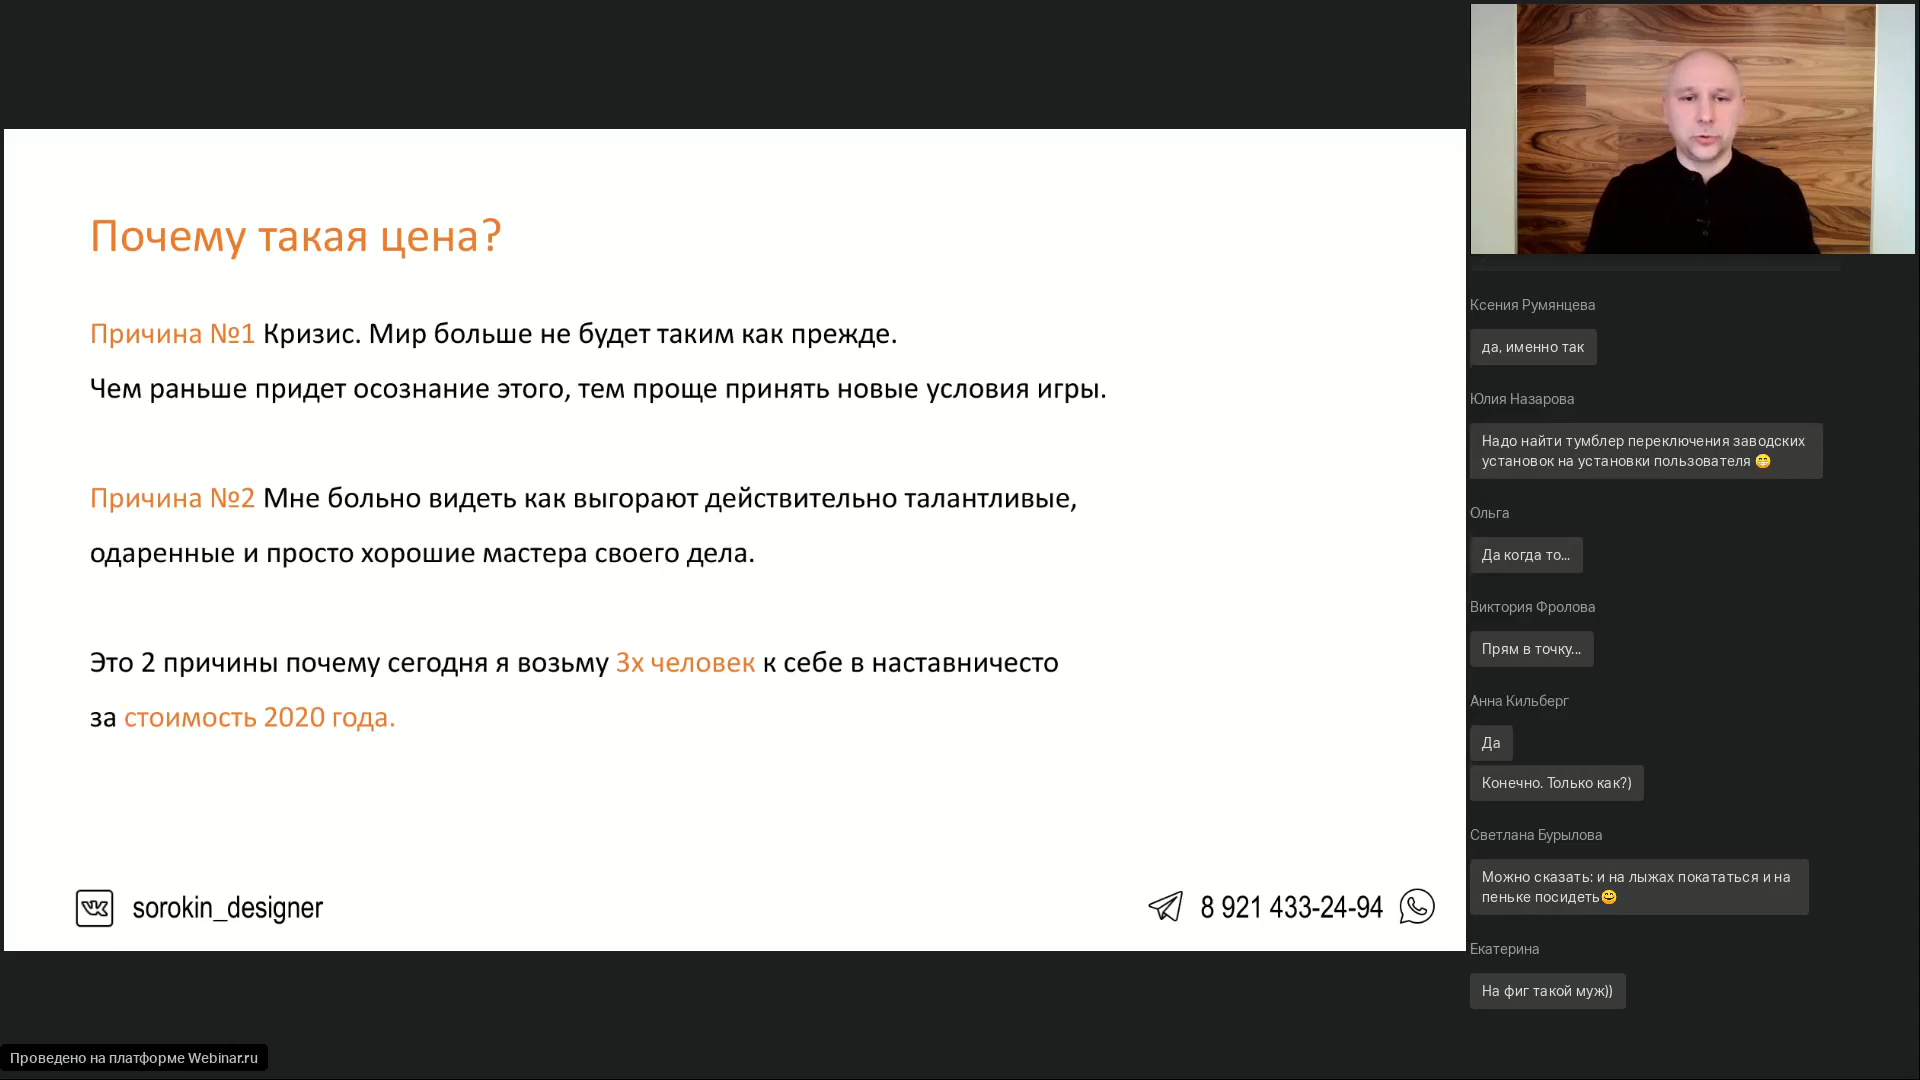 Почему такая цена?
Причина №1 Кризис. Мир больше не будет таким как прежде.
Чем раньше придет осознание этого, тем проще принять новые условия игры.
Причина №2 Мне больно видеть как выгорают действительно талантливые,
одаренные и просто хорошие мастера своего дела.
Это 2 причины почему сегодня я возьму 3х человек к себе в наставничесто
за стоимость 2020 года.
sorokin_designer
8 921 433-24-94
Ксения Румянцева
да, именно так
Юлия Назарова
Надо найти тумблер переключения заводских
установок на установки пользователя 😁
Ольга
Да когда то...
Виктория Фролова
Прям в точку...
Анна Кильберг
Да
Конечно. Только как?)
Светлана Бурылова
Можно сказать: и на лыжах покататься и на
пеньке посидеть😄
Екатерина
На фиг такой муж))
Проведено на платформе Webinar.ru